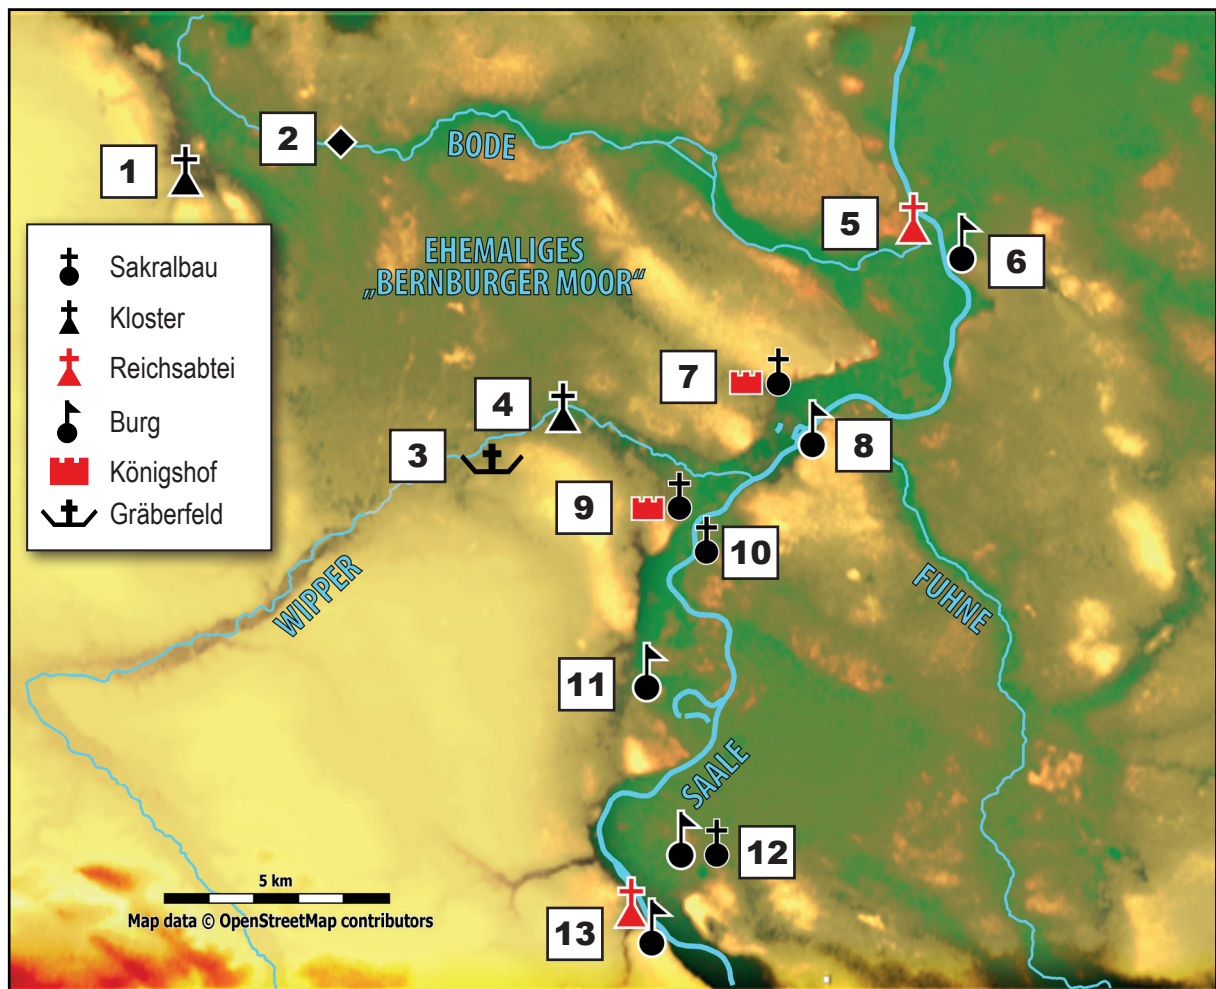 2
BODE
1
5
EHEMALIGES
„BERNBURGER MOOR“
6
Sakralbau
Kloster
Reichsabtei
Burg
Königshof
Gräberfeld
7
4
8
3
9
10
WIPPER
FUHNE
11
SAALE
12
5 km
Map data © OpenStreetMap contributors
13